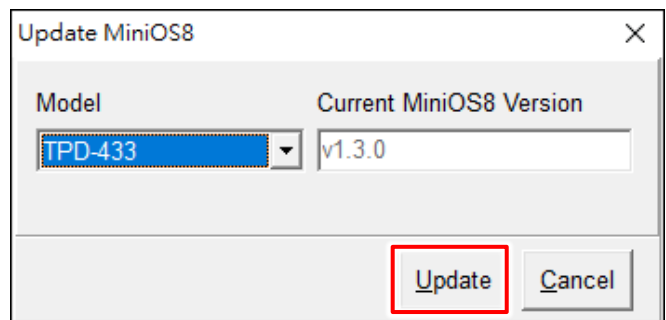 Update MiniOS8
Model
Current MiniOS8 Version
TPD-433
v1.3.0
Update
Cancel